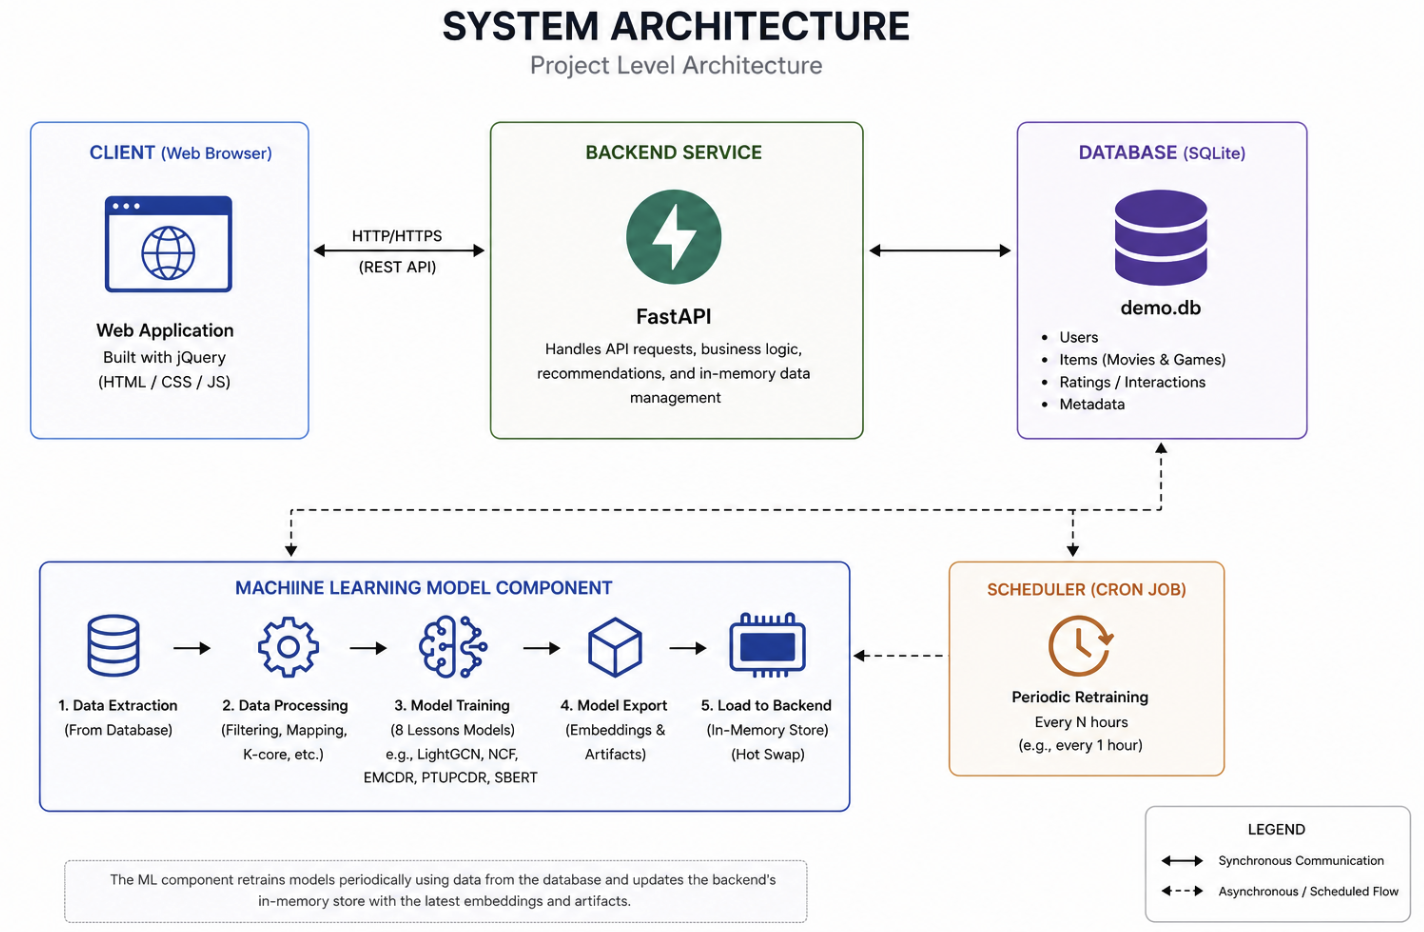 SYSTEM ARCHITECTURE
Project Level Architecture
CLIENT (Web Browser)
Web Application
Built with jQuery
(HTML / CSS / JS)
HTTP/HTTPS
(REST API)
BACKEND SERVICE
FastAPI
Handles API requests, business logic,
recommendations, and in-memory data
management
DATABASE (SQLite)
demo.db
• Users
• Items (Movies & Games)
• Ratings / Interactions
• Metadata
MACHIINE LEARNING MODEL COMPONENT
1. Data Extraction
(From Database)
2. Data Processing
(Filtering, Mapping,
K-core, etc.)
3. Model Training
(8 Lessons Models)
e.g., LightGCN, NCF,
EMCDR, PTUPCDR, SBERT
4. Model Export
(Embeddings &
Artifacts)
5. Load to Backend
(In-Memory Store)
(Hot Swap)
SCHEDULER (CRON JOB)
Periodic Retraining
Every N hours
(e.g., every 1 hour)
The ML component retrains models periodically using data from the database and updates the backend's
in-memory store with the latest embeddings and artifacts.
LEGEND
Synchronous Communication
Asynchronous / Scheduled Flow